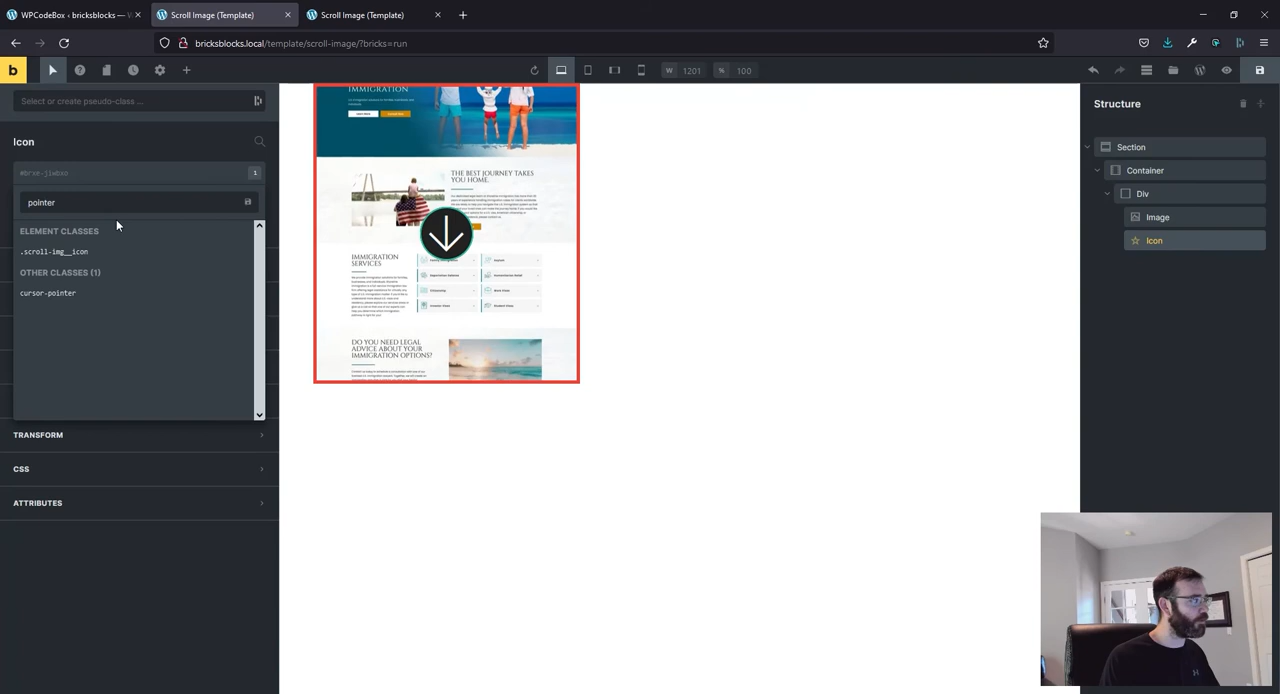 WPCodeBox ‹ bricksblocks — W
Scroll Image (Template)
Scroll Image (Template)
bricksblocks.local/template/scroll-image/?bricks=run
b
W 1201 % 100
Select or create pseudo-class ...
Icon
#brxe-jiwbxo
1
pointer
ELEMENT CLASSES
.scroll-img__icon
OTHER CLASSES (1)
cursor-pointer
TRANSFORM
CSS
ATTRIBUTES
IMMIGRATION
THE BEST JOURNEY TAKES
YOU HOME.
IMMIGRATION
SERVICES
DO YOU NEED LEGAL
ADVICE ABOUT YOUR
IMMIGRATION OPTIONS?
Structure
Section
Container
Div
Image
Icon